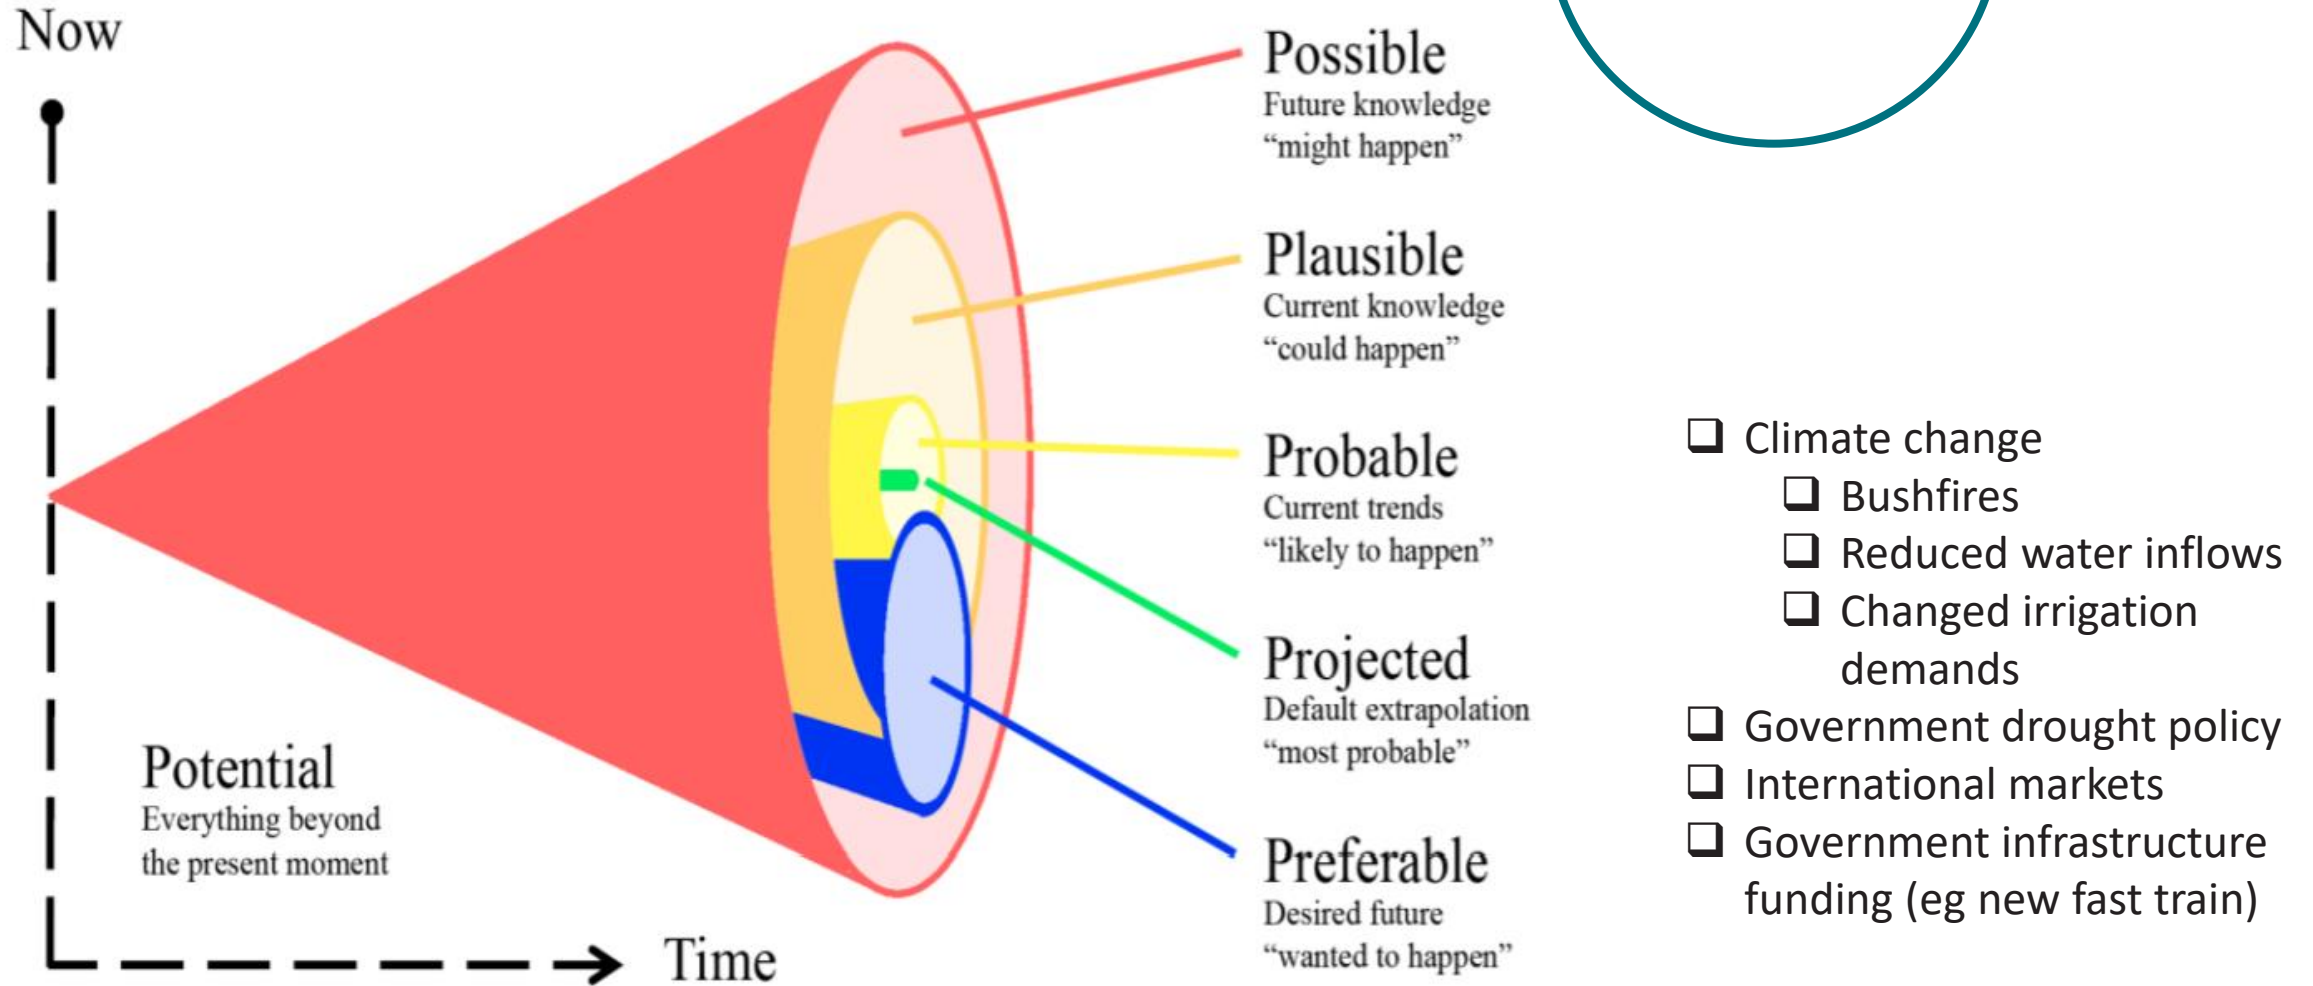 Now
Possible
Future knowledge
“might happen”
Plausible
Current knowledge
“could happen”
Probable
Current trends
“likely to happen”
Projected
Default extrapolation
“most probable”
Preferable
Desired future
“wanted to happen”
Potential
Everything beyond
the present moment
Time
❑ Climate change
❑ Bushfires
❑ Reduced water inflows
❑ Changed irrigation
demands
❑ Government drought policy
❑ International markets
❑ Government infrastructure
funding (eg new fast train)